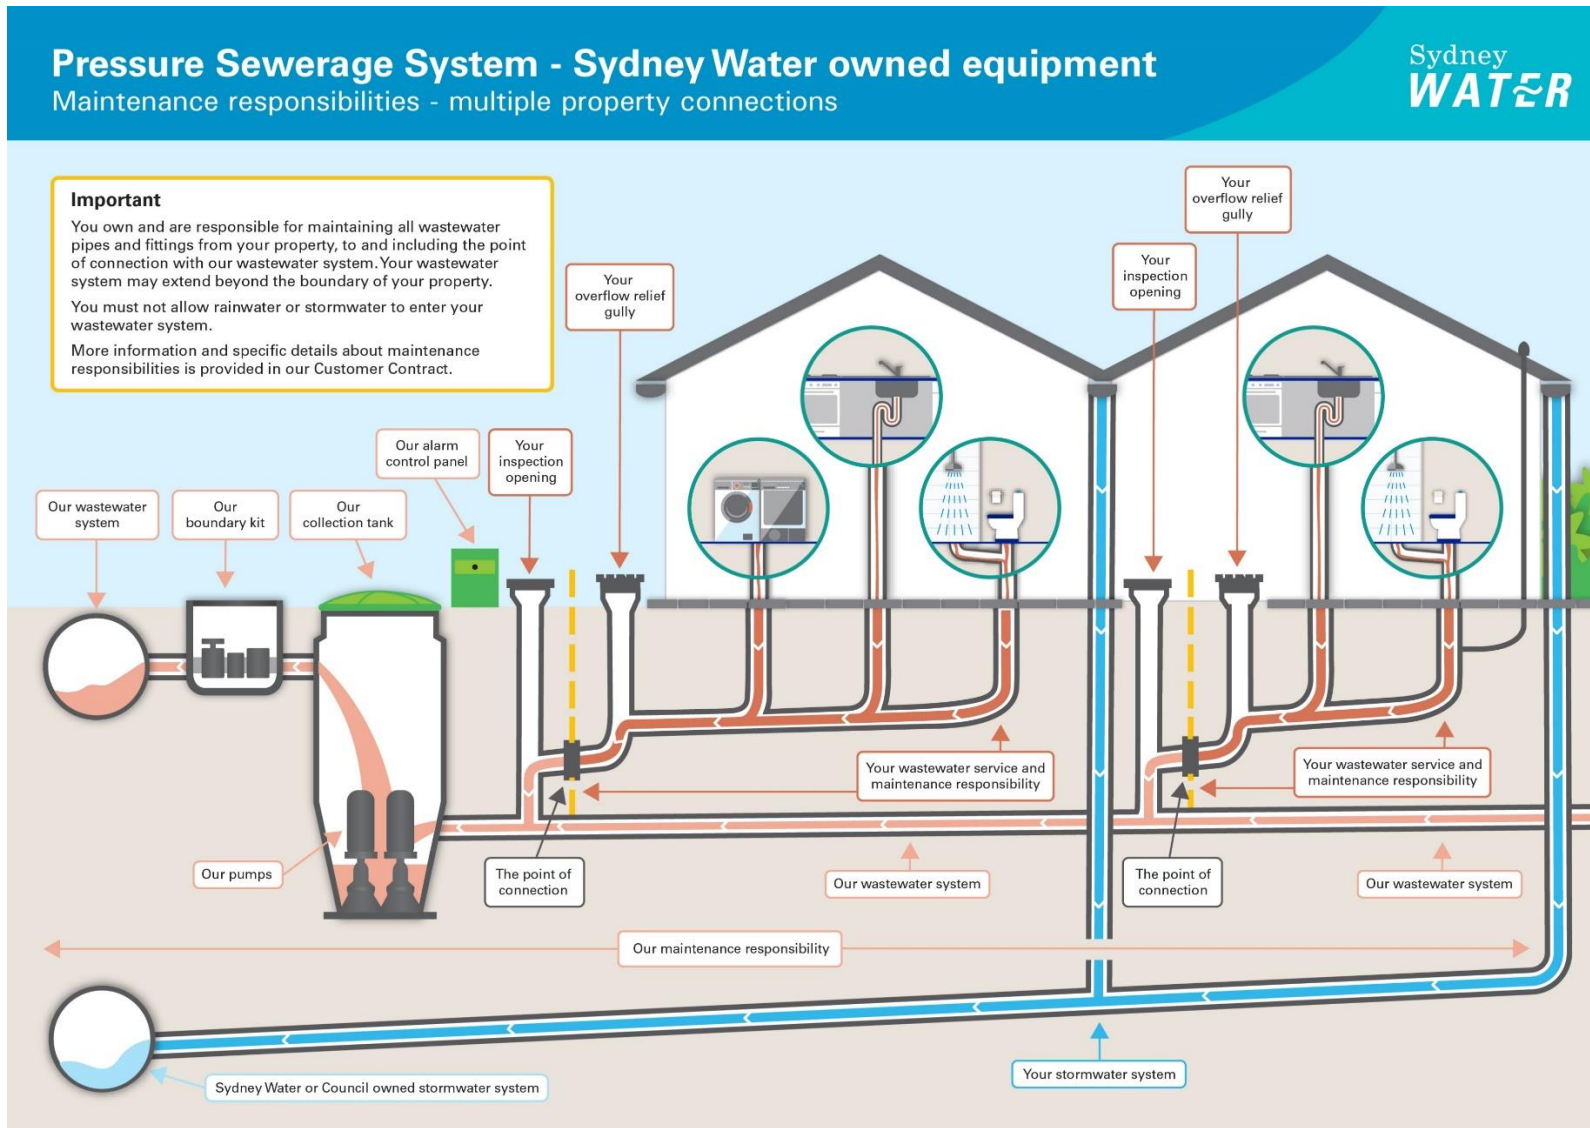 Pressure Sewerage System - Sydney Water owned equipment
Maintenance responsibilities - multiple property connections
Sydney
WATER
Important
You own and are responsible for maintaining all wastewater
pipes and fittings from your property, to and including the point
of connection with our wastewater system. Your wastewater
system may extend beyond the boundary of your property.
You must not allow rainwater or stormwater to enter your
wastewater system.
More information and specific details about maintenance
responsibilities is provided in our Customer Contract.
Your
overflow relief
gully
Your
inspection
opening
Your
overflow relief
gully
Our alarm
control panel
Your
inspection
opening
Our wastewater
system
Our
boundary kit
Our
collection tank
Your wastewater service and
maintenance responsibility
Your wastewater service and
maintenance responsibility
Our pumps
The point of
connection
Our wastewater system
The point of
connection
Our wastewater system
Our maintenance responsibility
Your stormwater system
Sydney Water or Council owned stormwater system